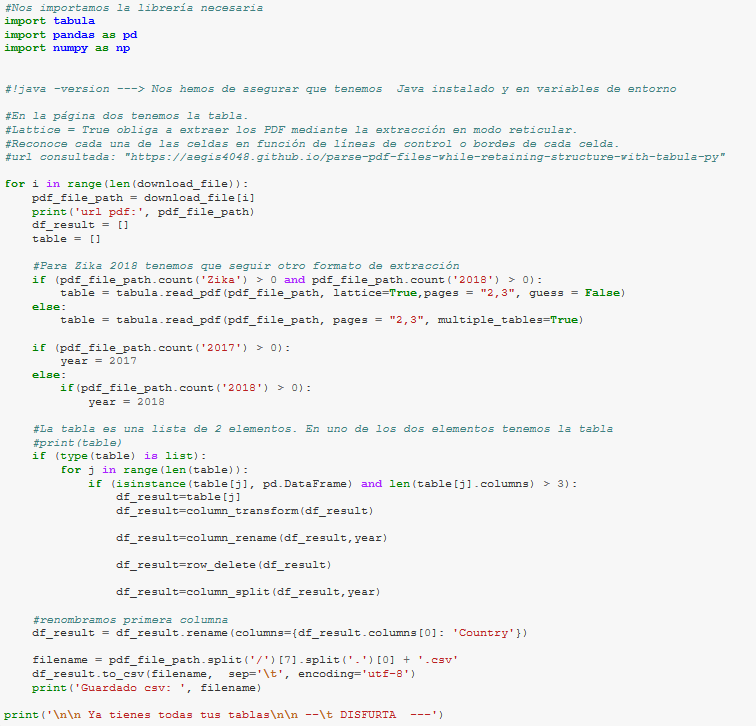 #Nos importamos la librería necesaria
import tabula
import pandas as pd
import numpy as np
#!java -version ---> Nos hemos de asegurar que tenemos  Java instalado y en variables de entorno
#En la página dos tenemos la tabla.
#Lattice = True obliga a extraer los PDF mediante la extracción en modo reticular.
#Reconoce cada una de las celdas en función de líneas de control o bordes de cada celda.
#url consultada: "https://aegis4048.github.io/parse-pdf-files-while-retaining-structure-with-tabula-py"
for i in range(len(download_file)):
    pdf_file_path = download_file[i]
    print('url pdf:', pdf_file_path)
    df_result = []
    table = []
    #Para Zika 2018 tenemos que seguir otro formato de extracción
    if (pdf_file_path.count('Zika') > 0 and pdf_file_path.count('2018') > 0):
        table = tabula.read_pdf(pdf_file_path, lattice=True,pages = "2,3", guess = False)
    else:
        table = tabula.read_pdf(pdf_file_path, pages = "2,3", multiple_tables=True)
    if (pdf_file_path.count('2017') > 0):
        year = 2017
    else:
        if(pdf_file_path.count('2018') > 0):
            year = 2018
    #La tabla es una lista de 2 elementos. En uno de los dos elementos tenemos la tabla
    #print(table)
    if (type(table) is list):
        for j in range(len(table)):
            if (isinstance(table[j], pd.DataFrame) and len(table[j].columns) > 3):
                df_result=table[j]
                df_result=column_transform(df_result)
                df_result=column_rename(df_result,year)
                df_result=row_delete(df_result)
                df_result=column_split(df_result,year)
    #renombramos primera columna
    df_result = df_result.rename(columns={df_result.columns[0]: 'Country'})
    filename = pdf_file_path.split('/')[7].split('.')[0] + '.csv'
    df_result.to_csv(filename,  sep='\t', encoding='utf-8')
    print('Guardado csv: ', filename)
print('\n\n Ya tienes todas tus tablas\n\n --\t DISFURTA  ---')